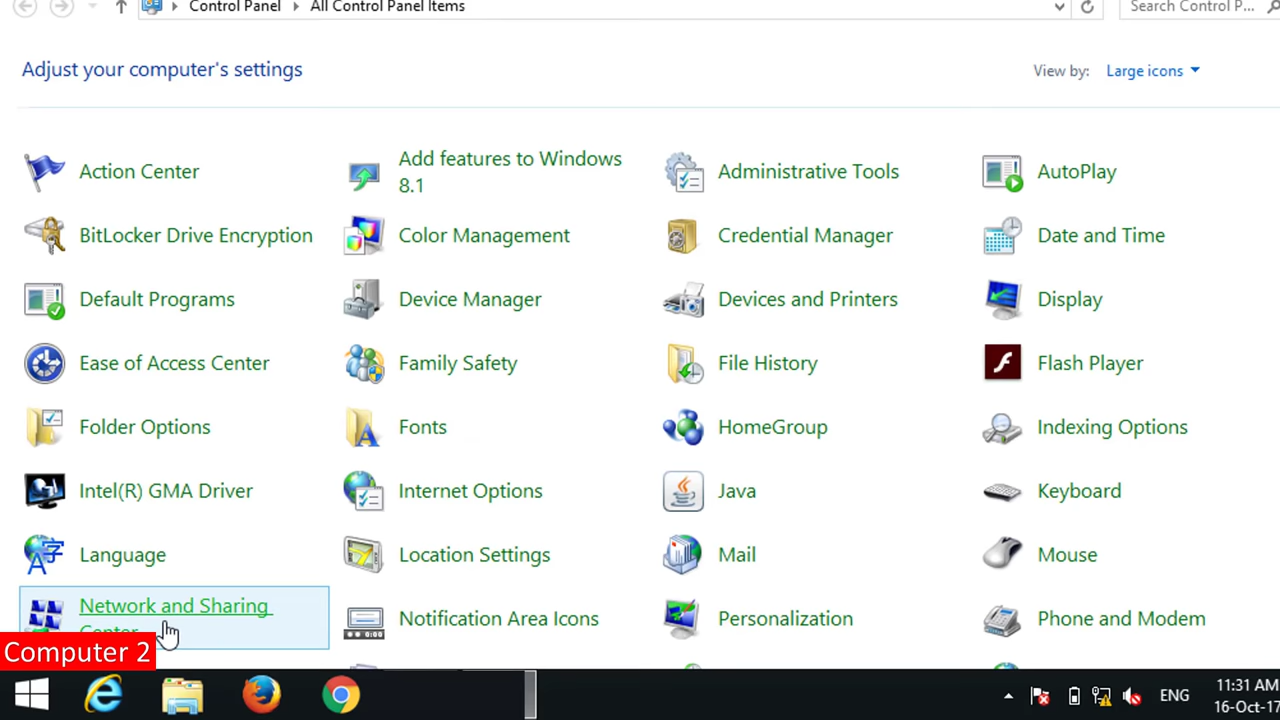 Control Panel All Control Panel Items Search Control P...
Adjust your computer's settings
View by: Large icons
Action Center
Add features to Windows
8.1
Administrative Tools
AutoPlay
BitLocker Drive Encryption
Color Management
Credential Manager
Date and Time
Default Programs
Device Manager
Devices and Printers
Display
Ease of Access Center
Family Safety
File History
Flash Player
Folder Options
Fonts
HomeGroup
Indexing Options
Intel(R) GMA Driver
Internet Options
Java
Keyboard
Language
Location Settings
Mail
Mouse
Network and Sharing
Center
Notification Area Icons
Personalization
Phone and Modem
Computer 2
ENG
11:31 AM
16-Oct-17